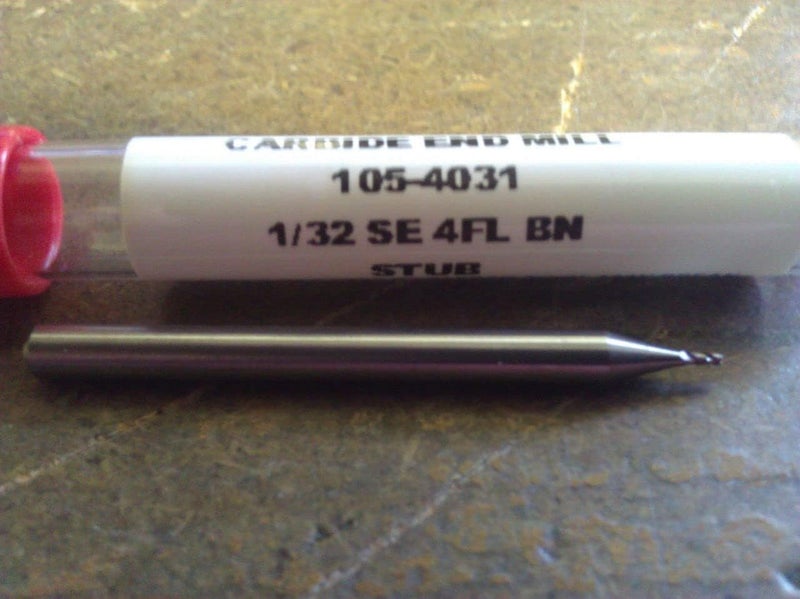 CARBIDE END MILL
105-4031
1/32 SE 4FL BN
STUB